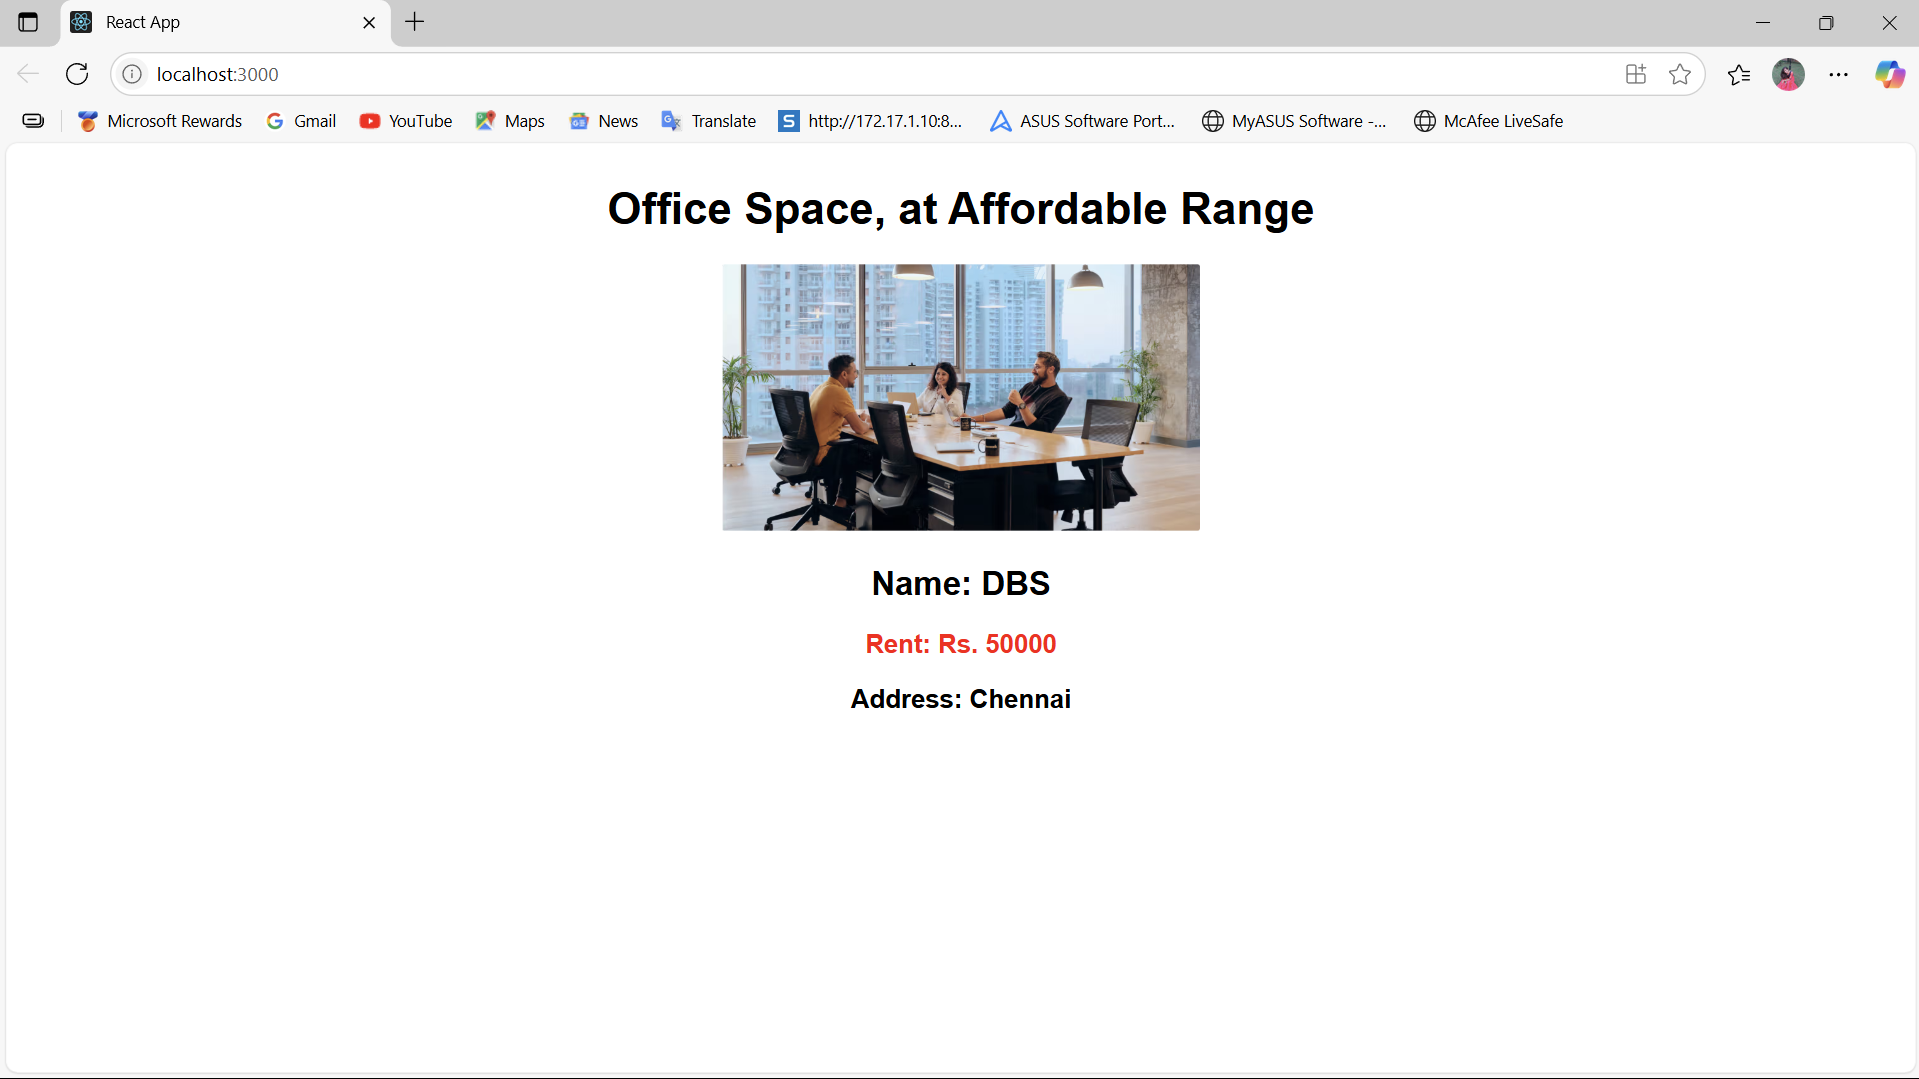 React App
localhost:3000
Microsoft Rewards Gmail YouTube Maps News Translate http://172.17.1.10:8... ASUS Software Port... MyASUS Software -... McAfee LiveSafe
Office Space, at Affordable Range
Name: DBS
Rent: Rs. 50000
Address: Chennai